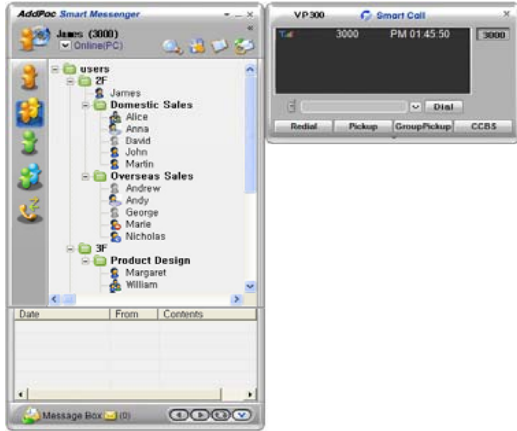 AddPac Smart Messenger
James (3000)
Online(PC)
users
2F
James
Domestic Sales
Alice
Anna
David
John
Martin
Overseas Sales
Andrew
Andy
George
Marie
Nicholas
3F
Product Design
Margaret
William
Date From Contents
Message Box (0)
VP300 Smart Call
3000 PM 01:45:50 3000
Dial
Redial Pickup GroupPickup CCBS